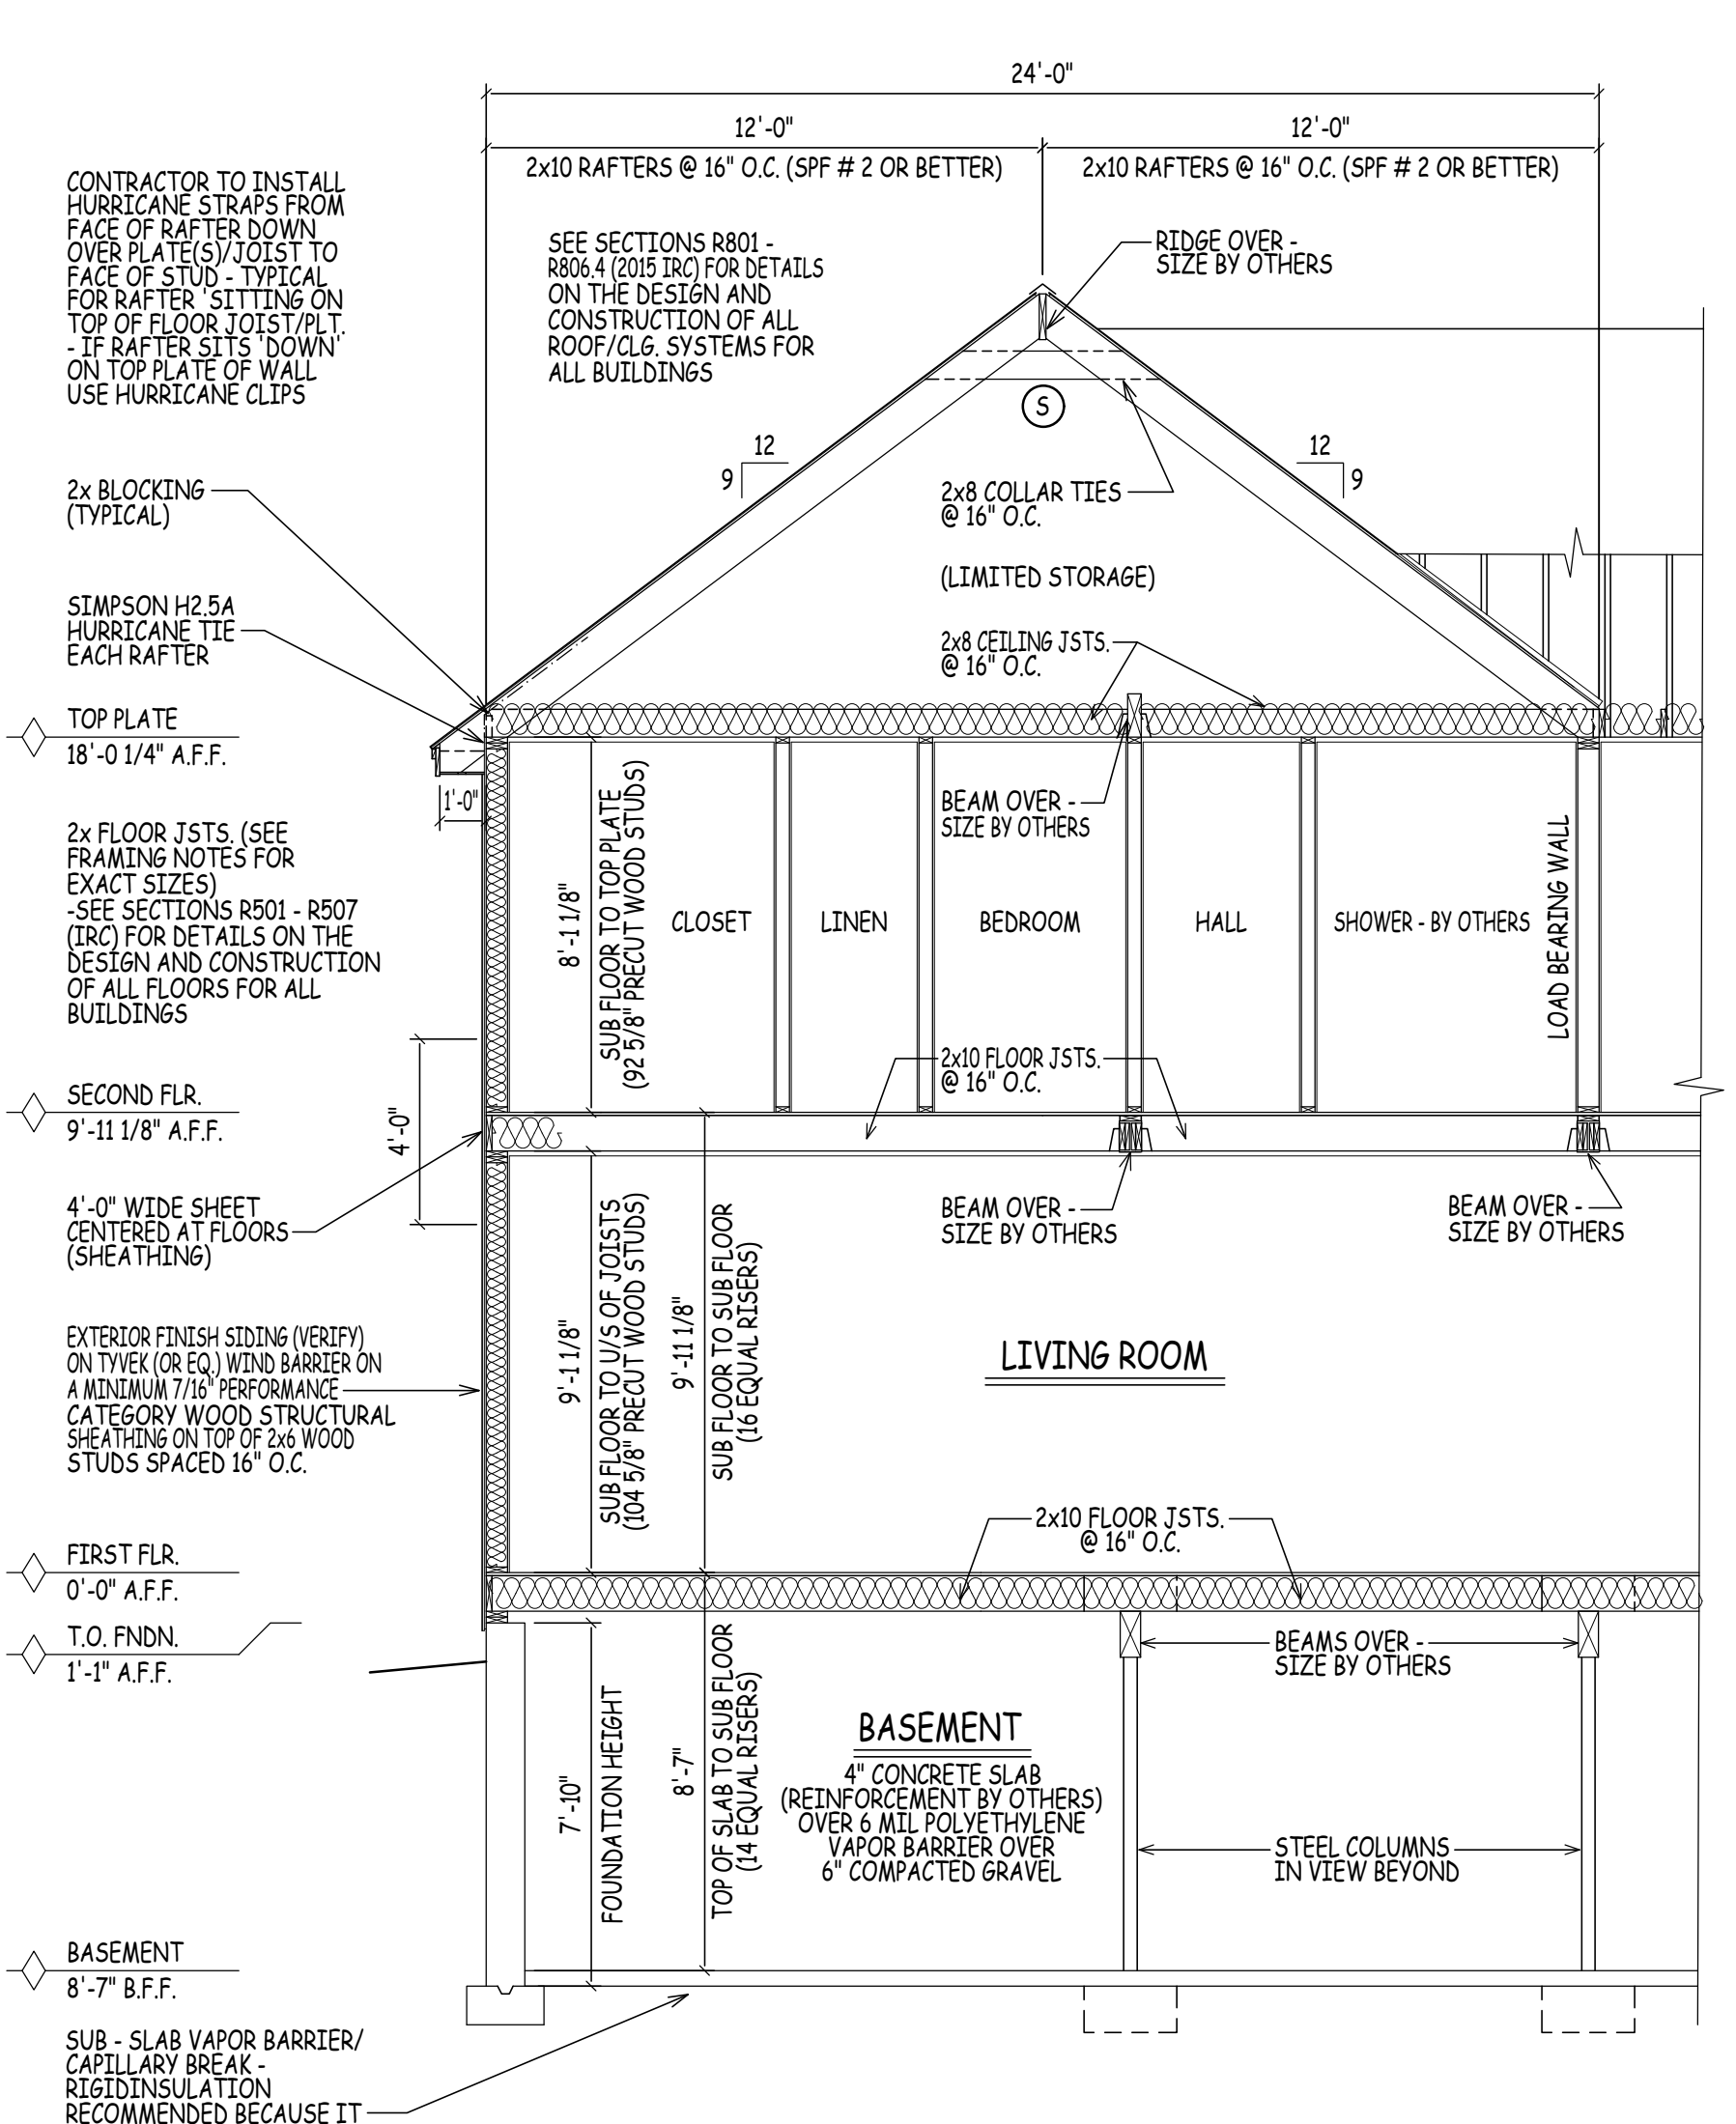 24'-0"
12'-0"
12'-0"
2x10 RAFTERS @ 16" O.C. (SPF # 2 OR BETTER)
2x10 RAFTERS @ 16" O.C. (SPF # 2 OR BETTER)
CONTRACTOR TO INSTALL
HURRICANE STRAPS FROM
FACE OF RAFTER DOWN
OVER PLATE(S)/JOIST TO
FACE OF STUD - TYPICAL
FOR RAFTER 'SITTING ON
TOP OF FLOOR JOIST/PLT.
- IF RAFTER SITS 'DOWN'
ON TOP PLATE OF WALL
USE HURRICANE CLIPS
SEE SECTIONS R801 -
R806.4 (2015 IRC) FOR DETAILS
ON THE DESIGN AND
CONSTRUCTION OF ALL
ROOF/CLG. SYSTEMS FOR
ALL BUILDINGS
RIDGE OVER -
SIZE BY OTHERS
S
12
9
12
9
2x8 COLLAR TIES
@ 16" O.C.
(LIMITED STORAGE)
2x8 CEILING JSTS.
@ 16" O.C.
2x BLOCKING
(TYPICAL)
SIMPSON H2.5A
HURRICANE TIE
EACH RAFTER
TOP PLATE
18'-0 1/4" A.F.F.
1'-0"
2x FLOOR JSTS. (SEE
FRAMING NOTES FOR
EXACT SIZES)
-SEE SECTIONS R501 - R507
(IRC) FOR DETAILS ON THE
DESIGN AND CONSTRUCTION
OF ALL FLOORS FOR ALL
BUILDINGS
8'-1 1/8"
SUB FLOOR TO TOP PLATE
(92 5/8" PRECUT WOOD STUDS)
BEAM OVER -
SIZE BY OTHERS
CLOSET
LINEN
BEDROOM
HALL
SHOWER - BY OTHERS
LOAD BEARING WALL
2x10 FLOOR JSTS.
@ 16" O.C.
SECOND FLR.
9'-11 1/8" A.F.F.
4'-0"
4'-0" WIDE SHEET
CENTERED AT FLOORS
(SHEATHING)
BEAM OVER -
SIZE BY OTHERS
BEAM OVER -
SIZE BY OTHERS
9'-1 1/8"
SUB FLOOR TO U/S OF JOISTS
(104 5/8" PRECUT WOOD STUDS)
9'-11 1/8"
SUB FLOOR TO SUB FLOOR
(16 EQUAL RISERS)
LIVING ROOM
EXTERIOR FINISH SIDING (VERIFY)
ON TYVEK (OR EQ.) WIND BARRIER ON
A MINIMUM 7/16" PERFORMANCE
CATEGORY WOOD STRUCTURAL
SHEATHING ON TOP OF 2x6 WOOD
STUDS SPACED 16" O.C.
2x10 FLOOR JSTS.
@ 16" O.C.
FIRST FLR.
0'-0" A.F.F.
T.O. FNDN.
1'-1" A.F.F.
BEAMS OVER -
SIZE BY OTHERS
7'-10"
FOUNDATION HEIGHT
8'-7"
TOP OF SLAB TO SUB FLOOR
(14 EQUAL RISERS)
BASEMENT
4" CONCRETE SLAB
(REINFORCEMENT BY OTHERS)
OVER 6 MIL POLYETHYLENE
VAPOR BARRIER OVER
6" COMPACTED GRAVEL
STEEL COLUMNS
IN VIEW BEYOND
BASEMENT
8'-7" B.F.F.
SUB - SLAB VAPOR BARRIER/
CAPILLARY BREAK -
RIGIDINSULATION
RECOMMENDED BECAUSE IT